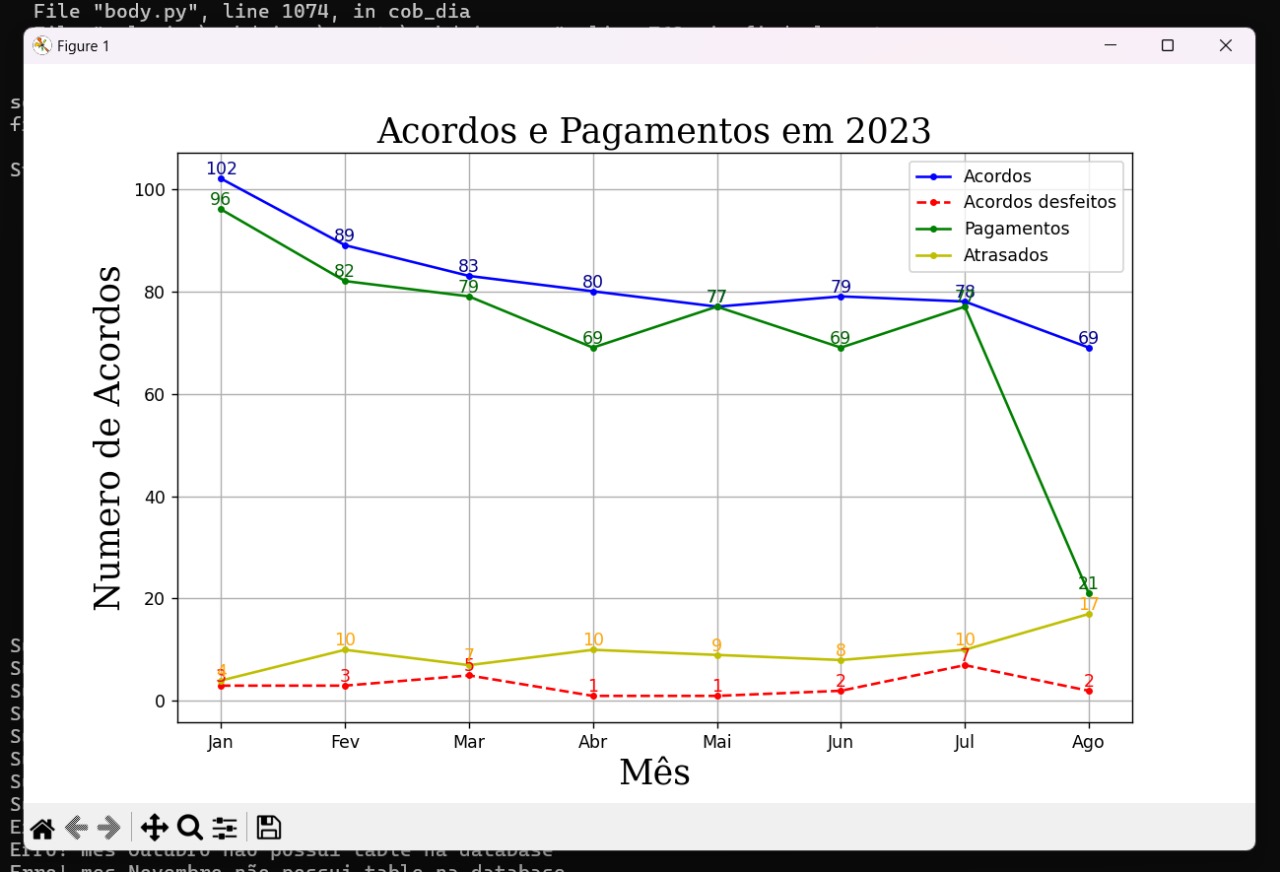 File "body.py", line 1074, in cob_dia
Figure 1
Acordos e Pagamentos em 2023
Acordos
Acordos desfeitos
Pagamentos
Atrasados
Numero de Acordos
100
80
60
40
20
0
102
89
83
80
77
79
78
69
96
82
79
69
77
69
77
21
4
10
7
10
9
8
10
17
3
3
5
1
1
2
7
2
Jan
Fev
Mar
Abr
Mai
Jun
Jul
Ago
Mês
Erro! mes Outubro não possui table na database
Erro! mes Novembro não possui table na database